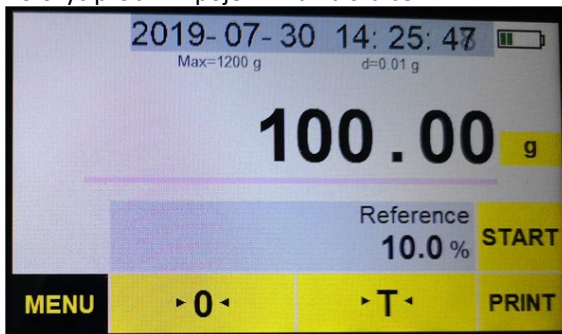 2019-07-30 14:25:47
Max=1200 g d=0.01 g
100.00 g
Reference
10.0 %
START
MENU
0
T
PRINT